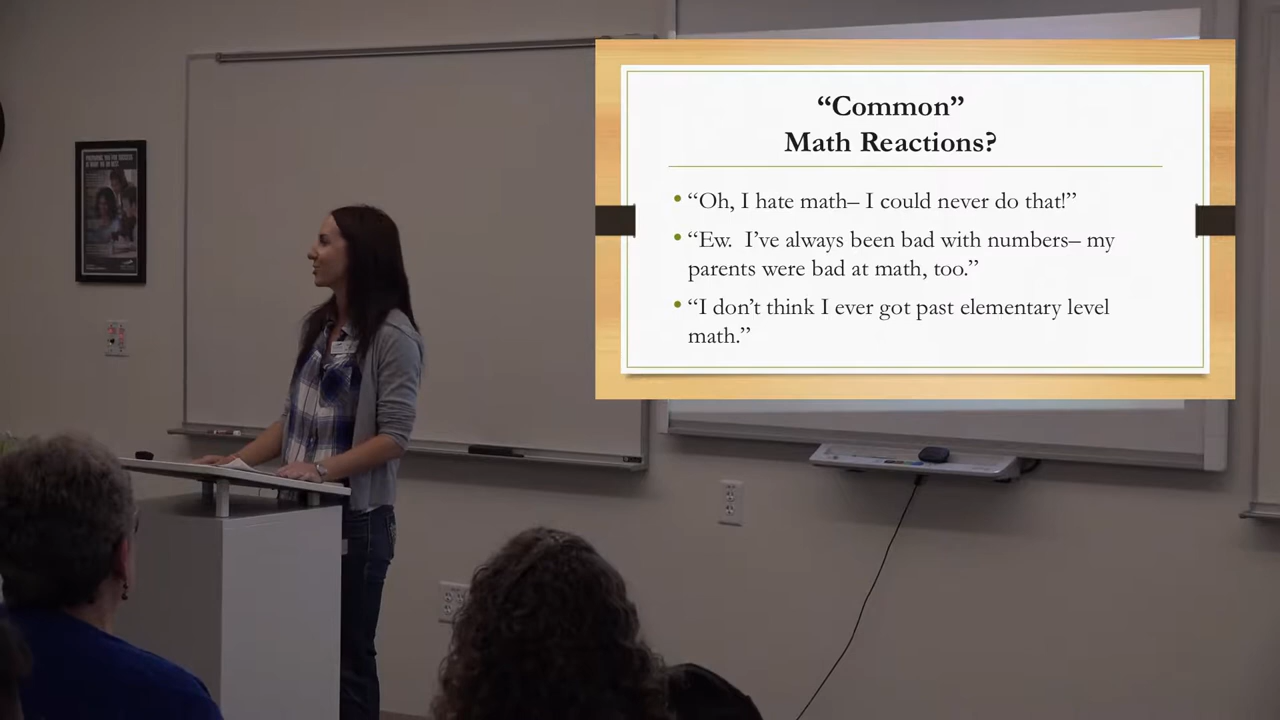 “Common”
Math Reactions?
• “Oh, I hate math– I could never do that!”
• “Ew.  I’ve always been bad with numbers– my
parents were bad at math, too.”
• “I don’t think I ever got past elementary level
math.”